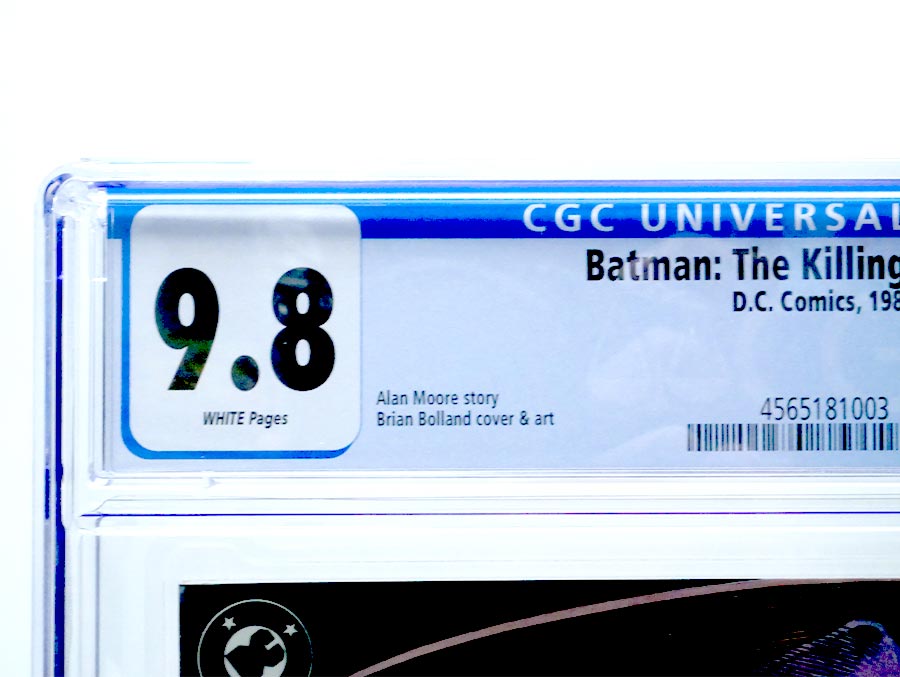 CGC UNIVERSAL
Batman: The Killing
D.C. Comics, 198
9.8
WHITE Pages
Alan Moore story
Brian Bolland cover & art
4565181003